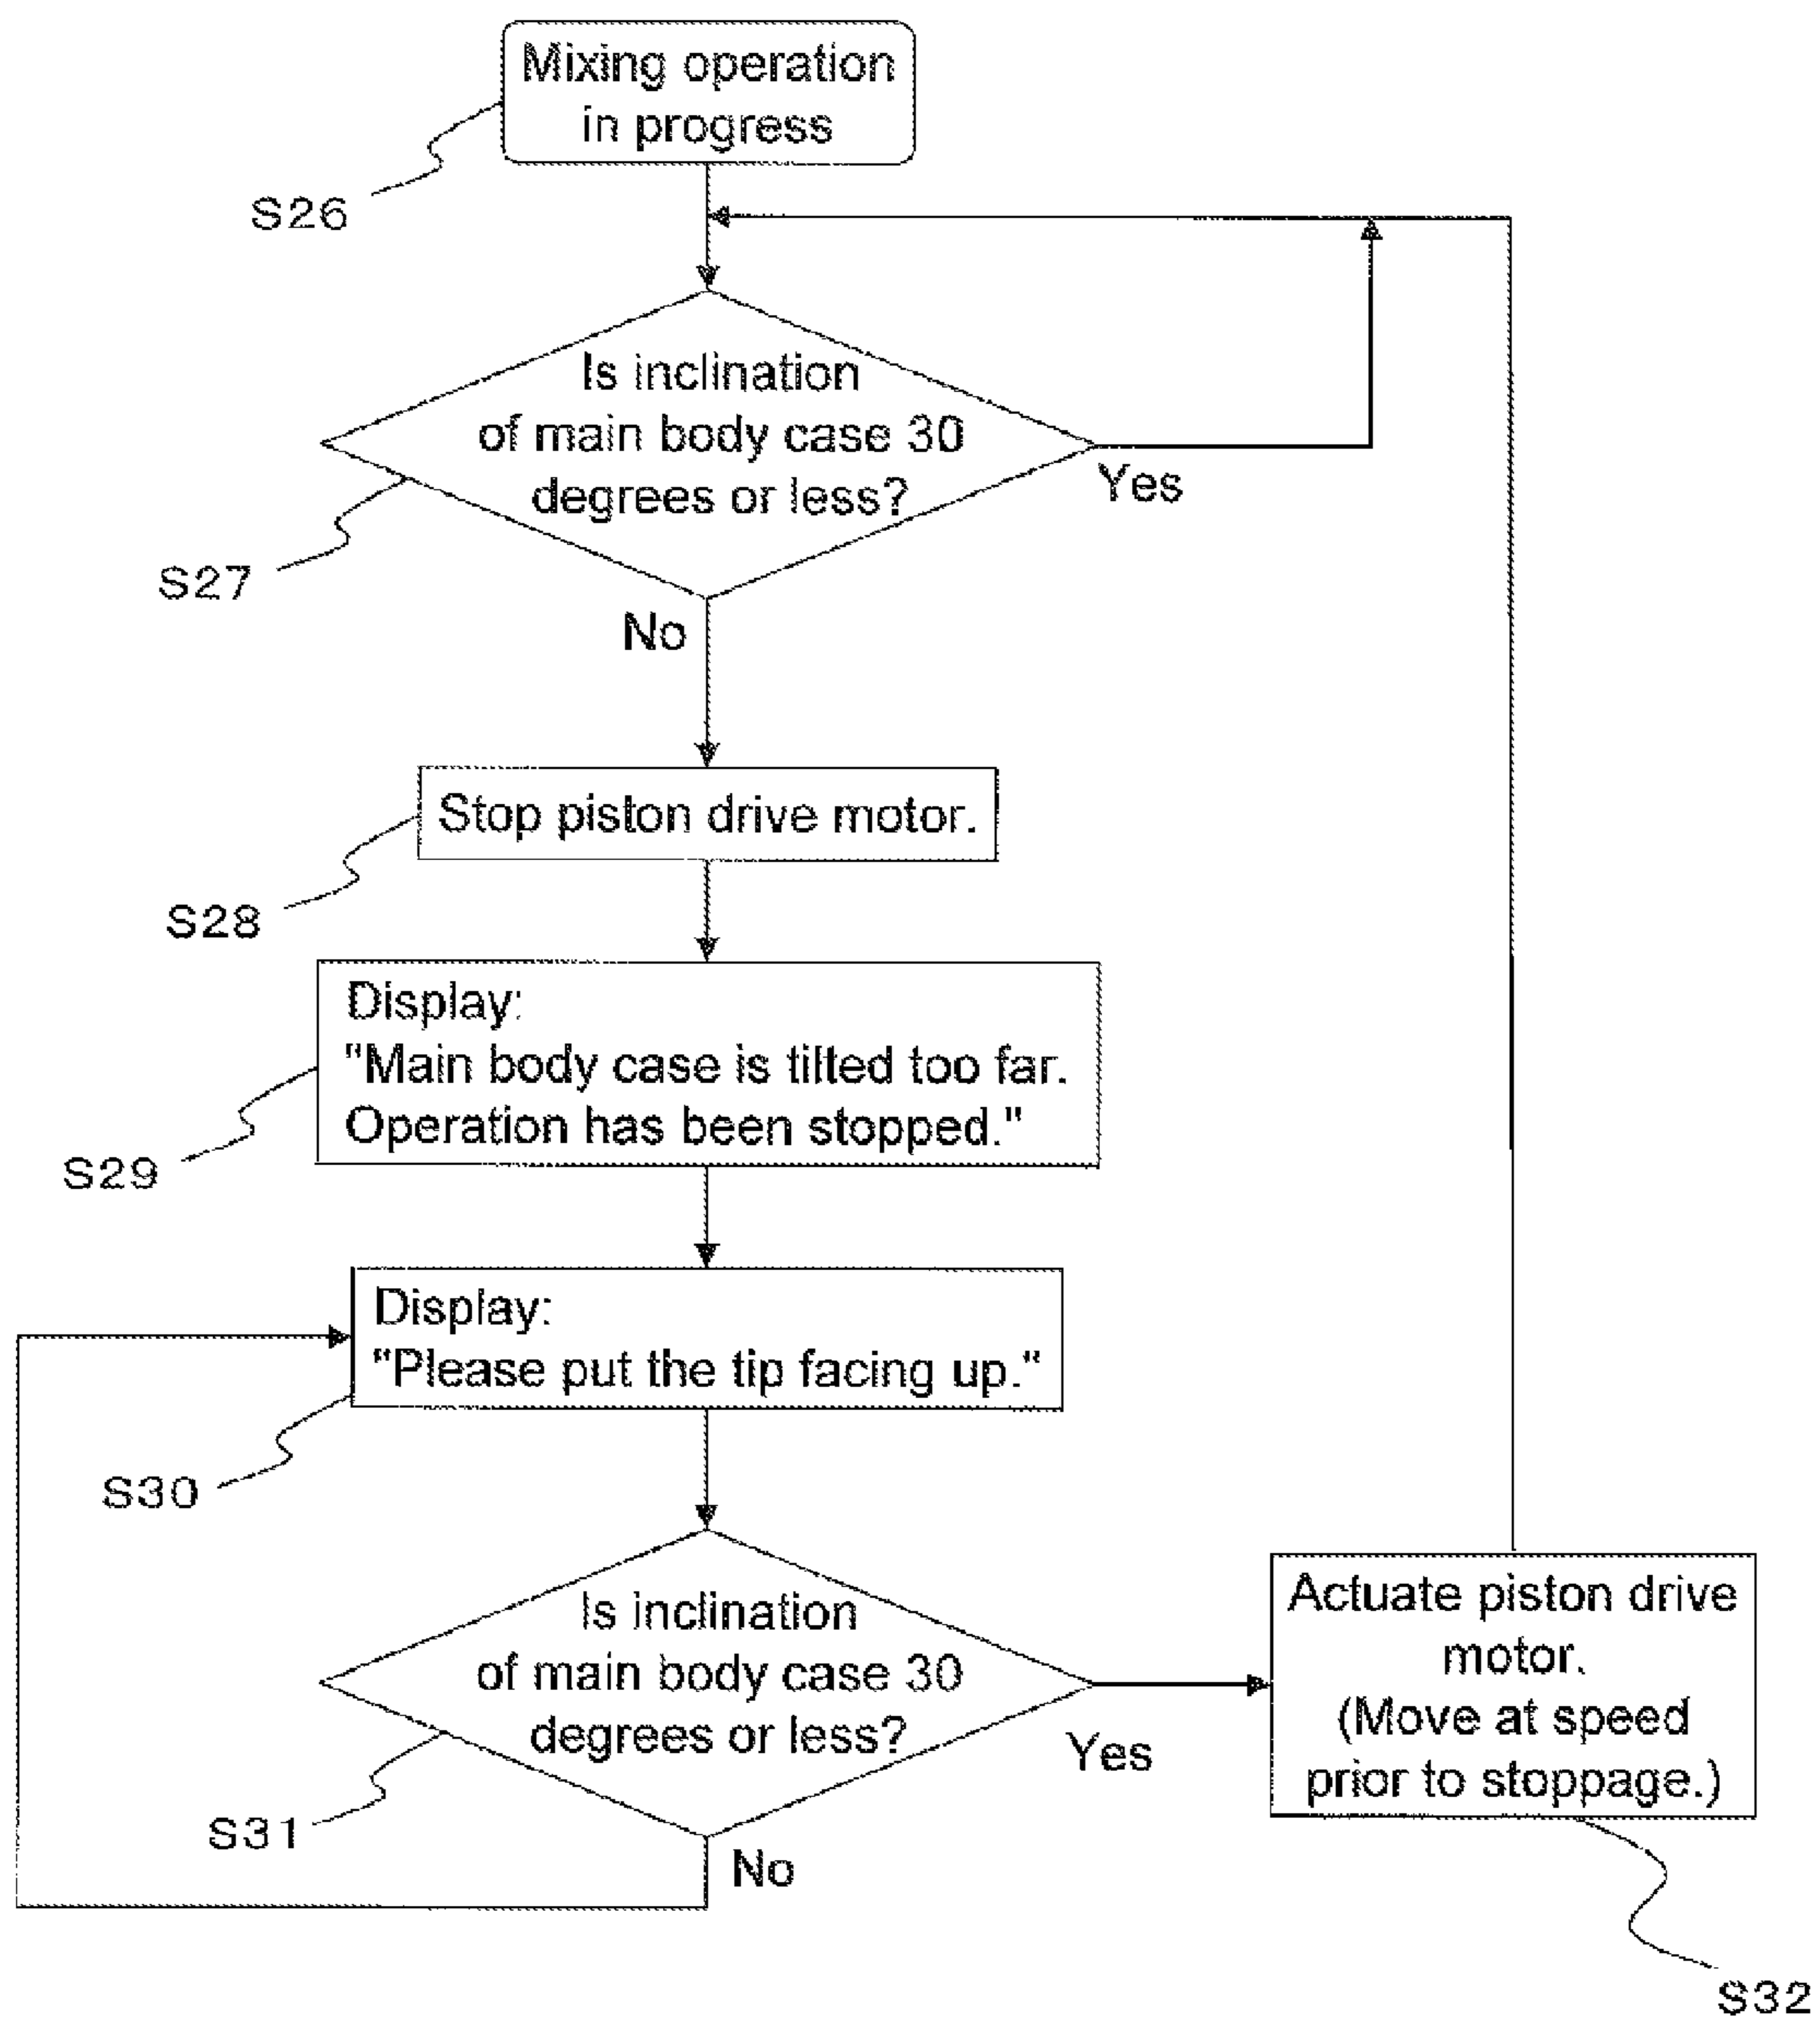 Mixing operation
in progress
S26
Is inclination
of main body case 30
degrees or less?
Yes
S27
No
Stop piston drive motor.
S28
Display:
"Main body case is tilted too far.
Operation has been stopped."
S29
Display:
"Please put the tip facing up."
S30
Is inclination
of main body case 30
degrees or less?
Yes
S31
No
Actuate piston drive
motor.
(Move at speed
prior to stoppage.)
S32